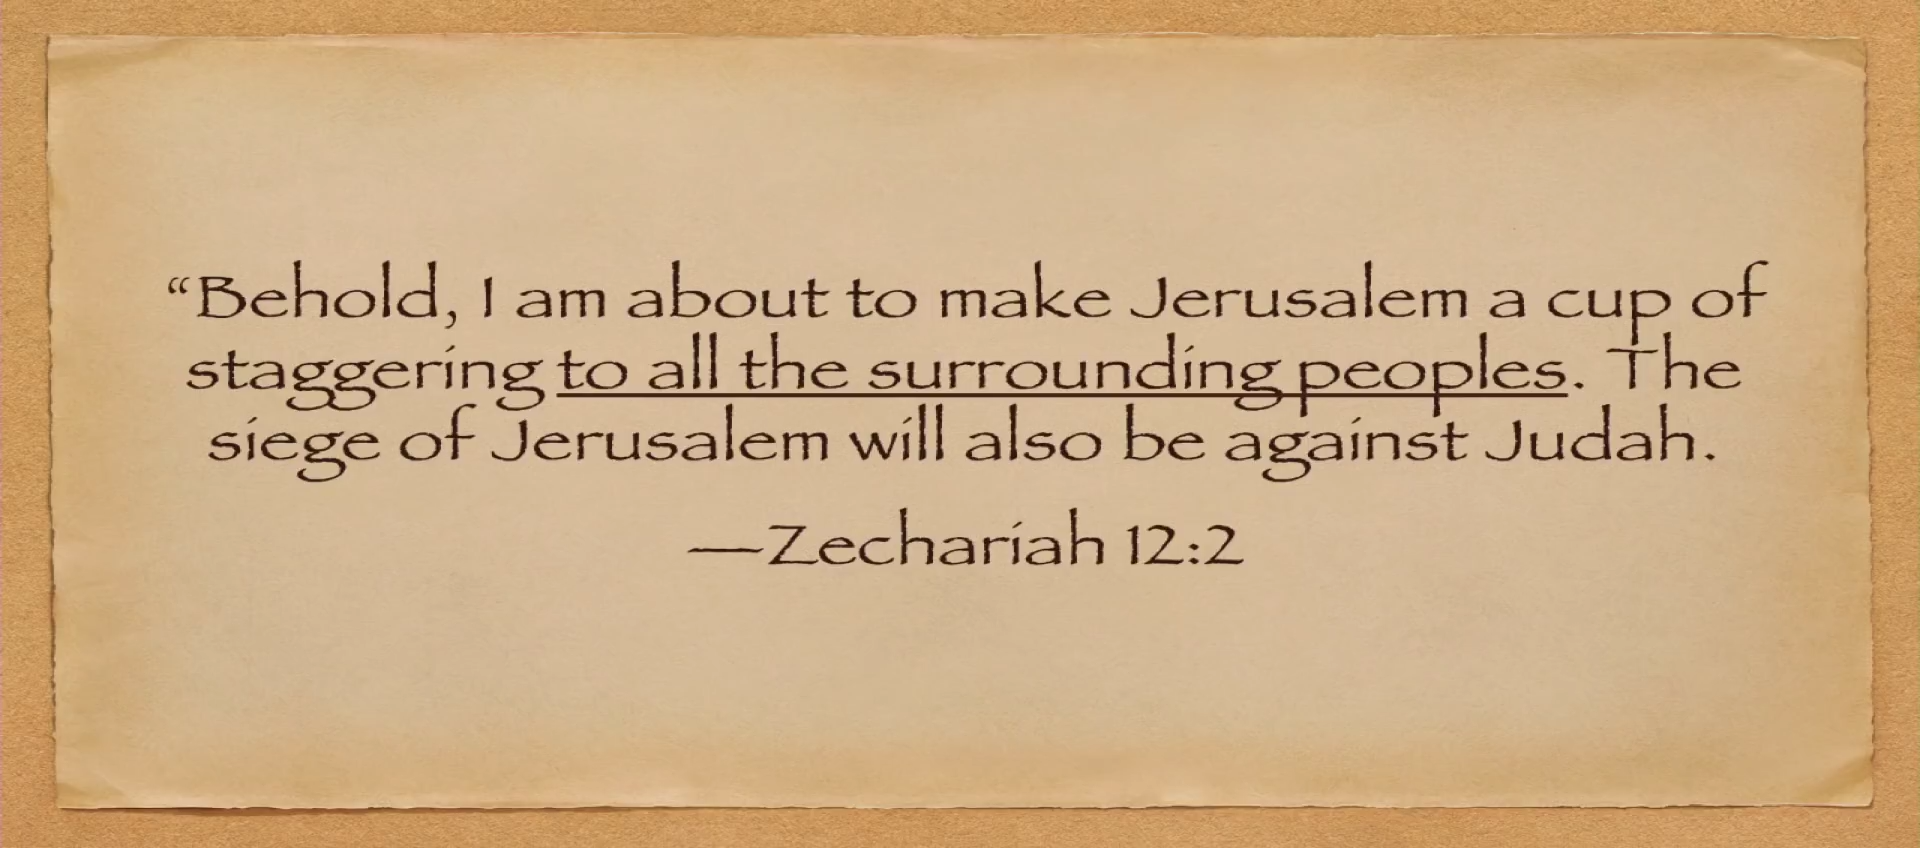 “Behold, I am about to make Jerusalem a cup of
staggering to all the surrounding peoples. The
siege of Jerusalem will also be against Judah.
—Zechariah 12:2